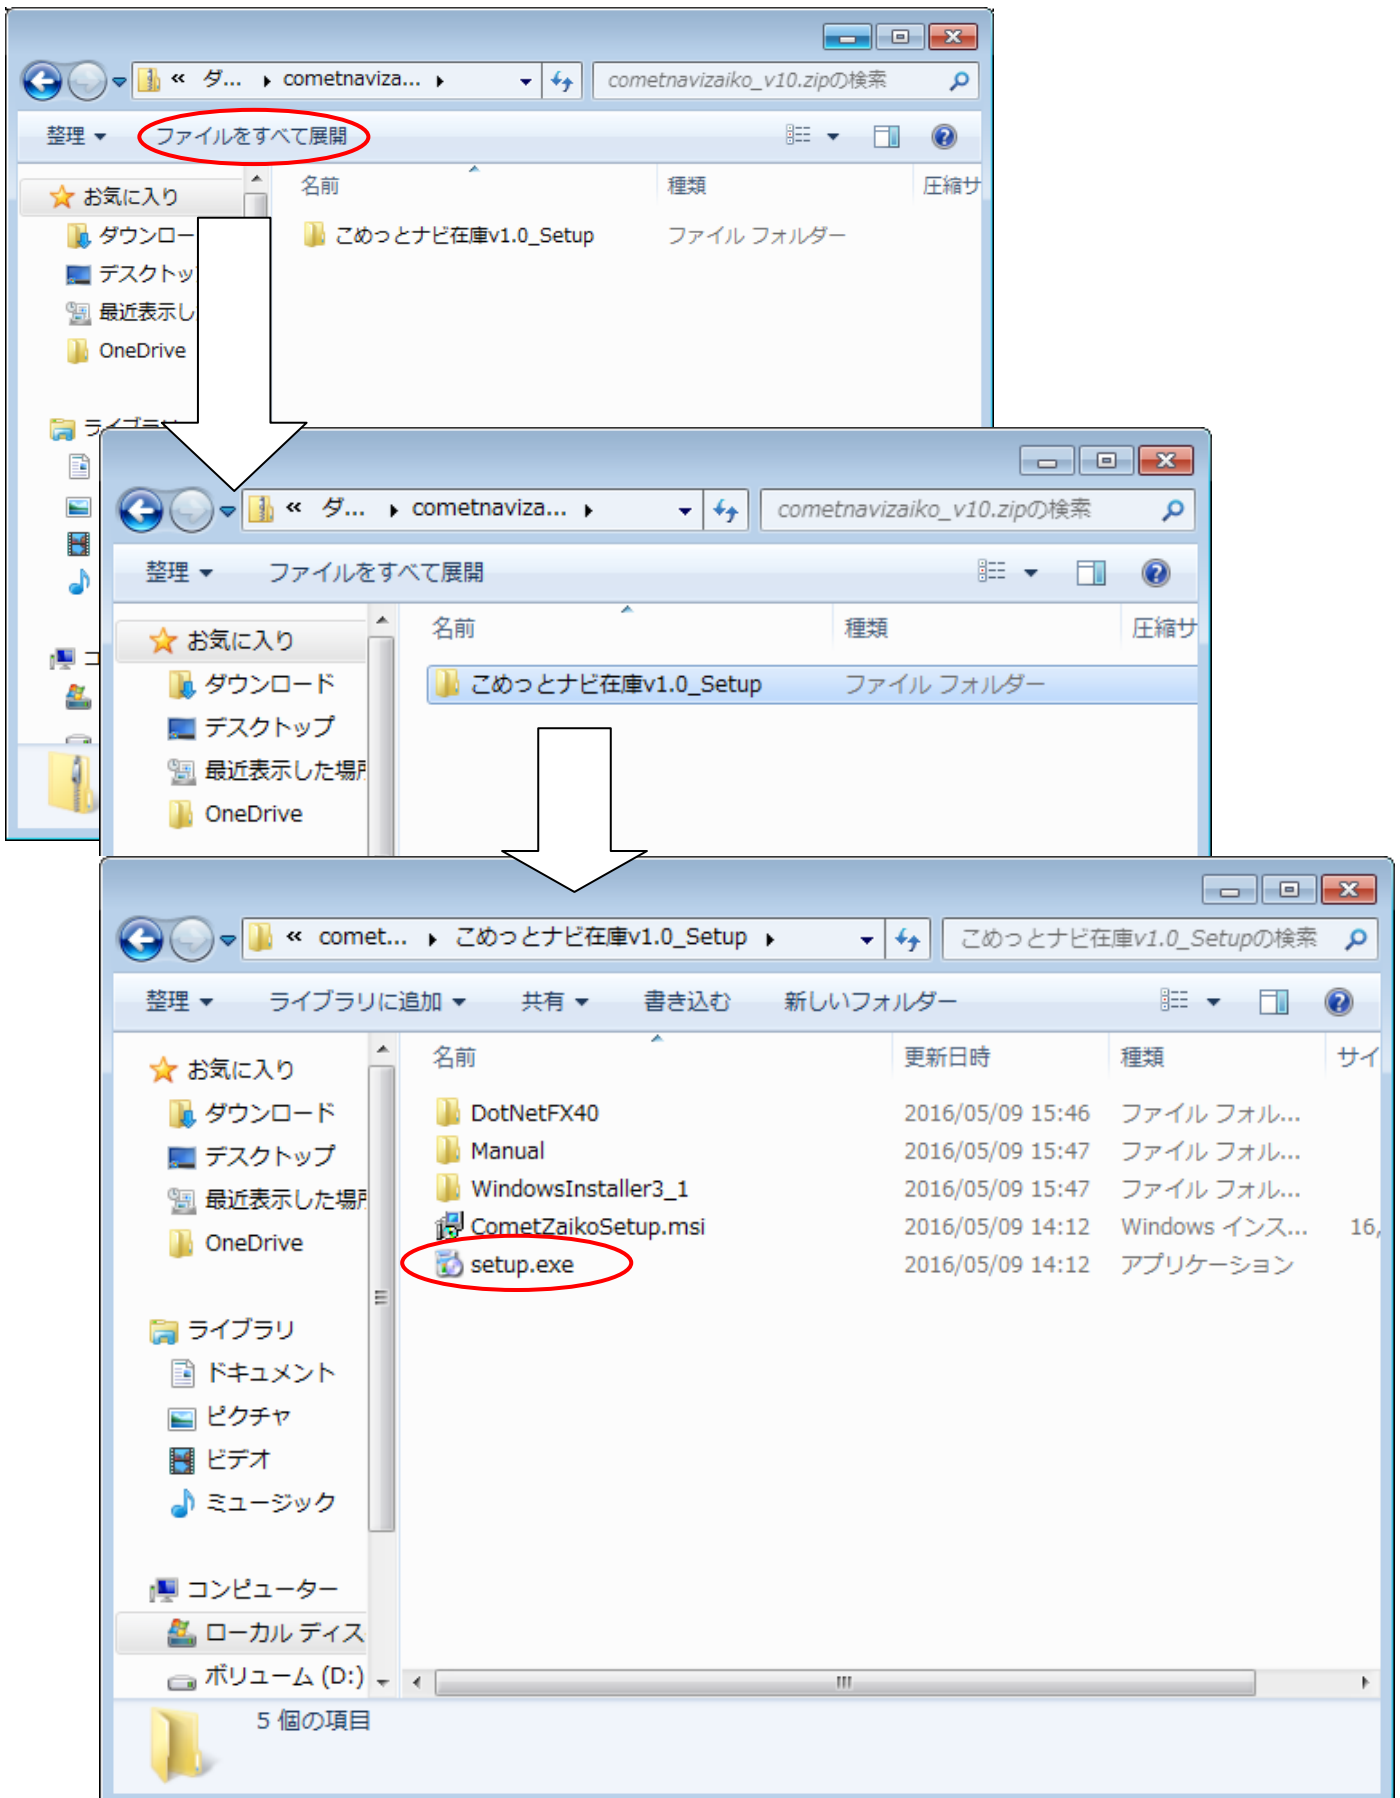 « ダ... cometnaviza... cometnavizaiko_v10.zipの検索
整理 ファイルをすべて展開
お気に入り 名前 種類 圧縮サ
ダウンロー こめっとナビ在庫v1.0_Setup ファイル フォルダー
デスクトッ
最近表示し
OneDrive
« ダ... cometnaviza... cometnavizaiko_v10.zipの検索
整理 ファイルをすべて展開
お気に入り 名前 種類 圧縮サ
ダウンロード こめっとナビ在庫v1.0_Setup ファイル フォルダー
デスクトップ
最近表示した場所
OneDrive
« comet... こめっとナビ在庫v1.0_Setup こめっとナビ在庫v1.0_Setupの検索
整理 ライブラリに追加 共有 書き込む 新しいフォルダー
お気に入り 名前 更新日時 種類 サイ
ダウンロード DotNetFX40 2016/05/09 15:46 ファイル フォル...
デスクトップ Manual 2016/05/09 15:47 ファイル フォル...
最近表示した場所 WindowsInstaller3_1 2016/05/09 15:47 ファイル フォル...
CometZaikoSetup.msi 2016/05/09 14:12 Windows インス... 16,
OneDrive setup.exe 2016/05/09 14:12 アプリケーション
ライブラリ
ドキュメント
ピクチャ
ビデオ
ミュージック
コンピューター
ローカル ディス
ボリューム (D:)
5 個の項目